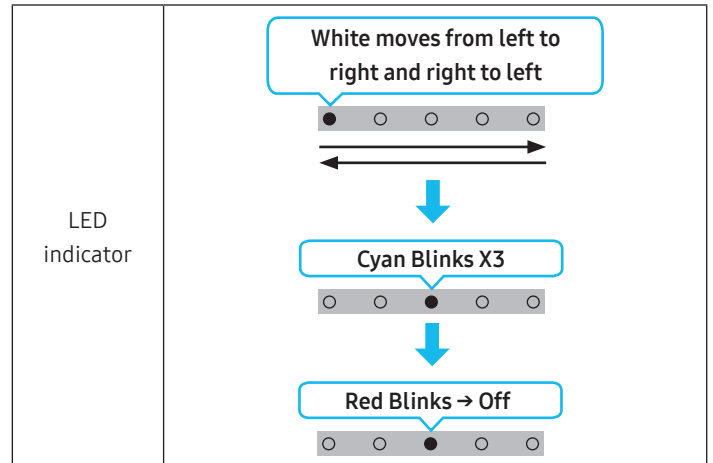 White moves from left to
right and right to left
LED
indicator
Cyan Blinks X3
Red Blinks → Off